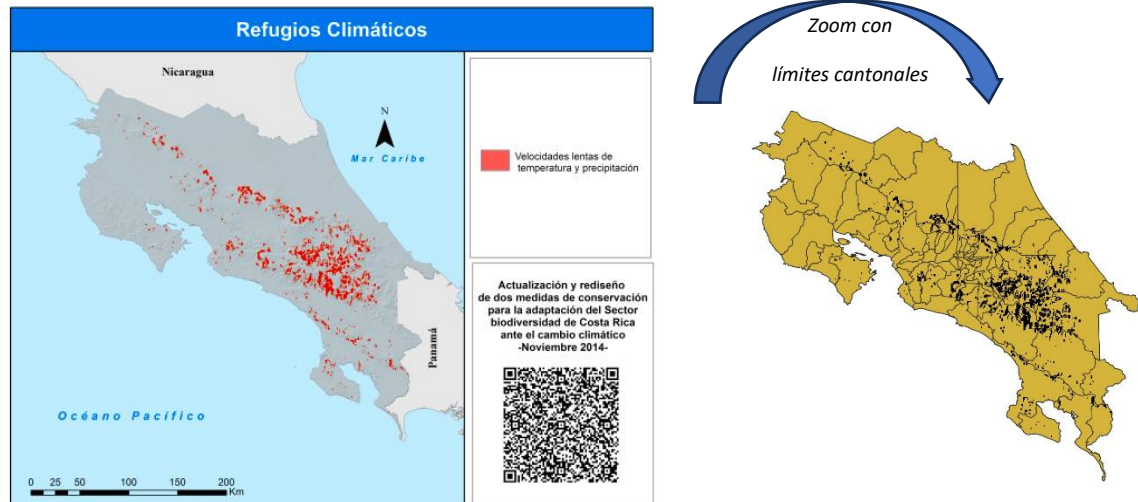 Refugios Climáticos
Nicaragua
N
Mar Caribe
Panamá
Océano Pacífico
0 25 50 100 150 200
Km
Velocidades lentas de
temperatura y precipitación
Actualización y rediseño
de dos medidas de conservación
para la adaptación del Sector
biodiversidad de Costa Rica
ante el cambio climático
-Noviembre 2014-
Zoom con
límites cantonales